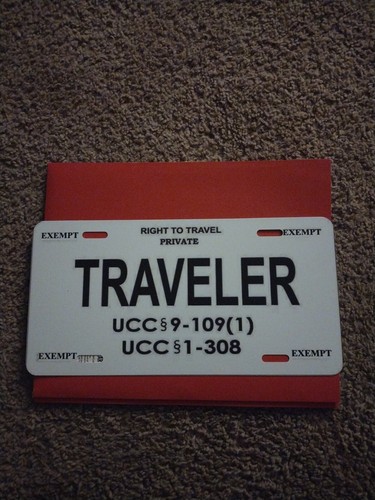 RIGHT TO TRAVEL
EXEMPT
EXEMPT
PRIVATE
TRAVELER
UCC§9-109(1)
UCC§1-308
EXEMPT
EXEMPT